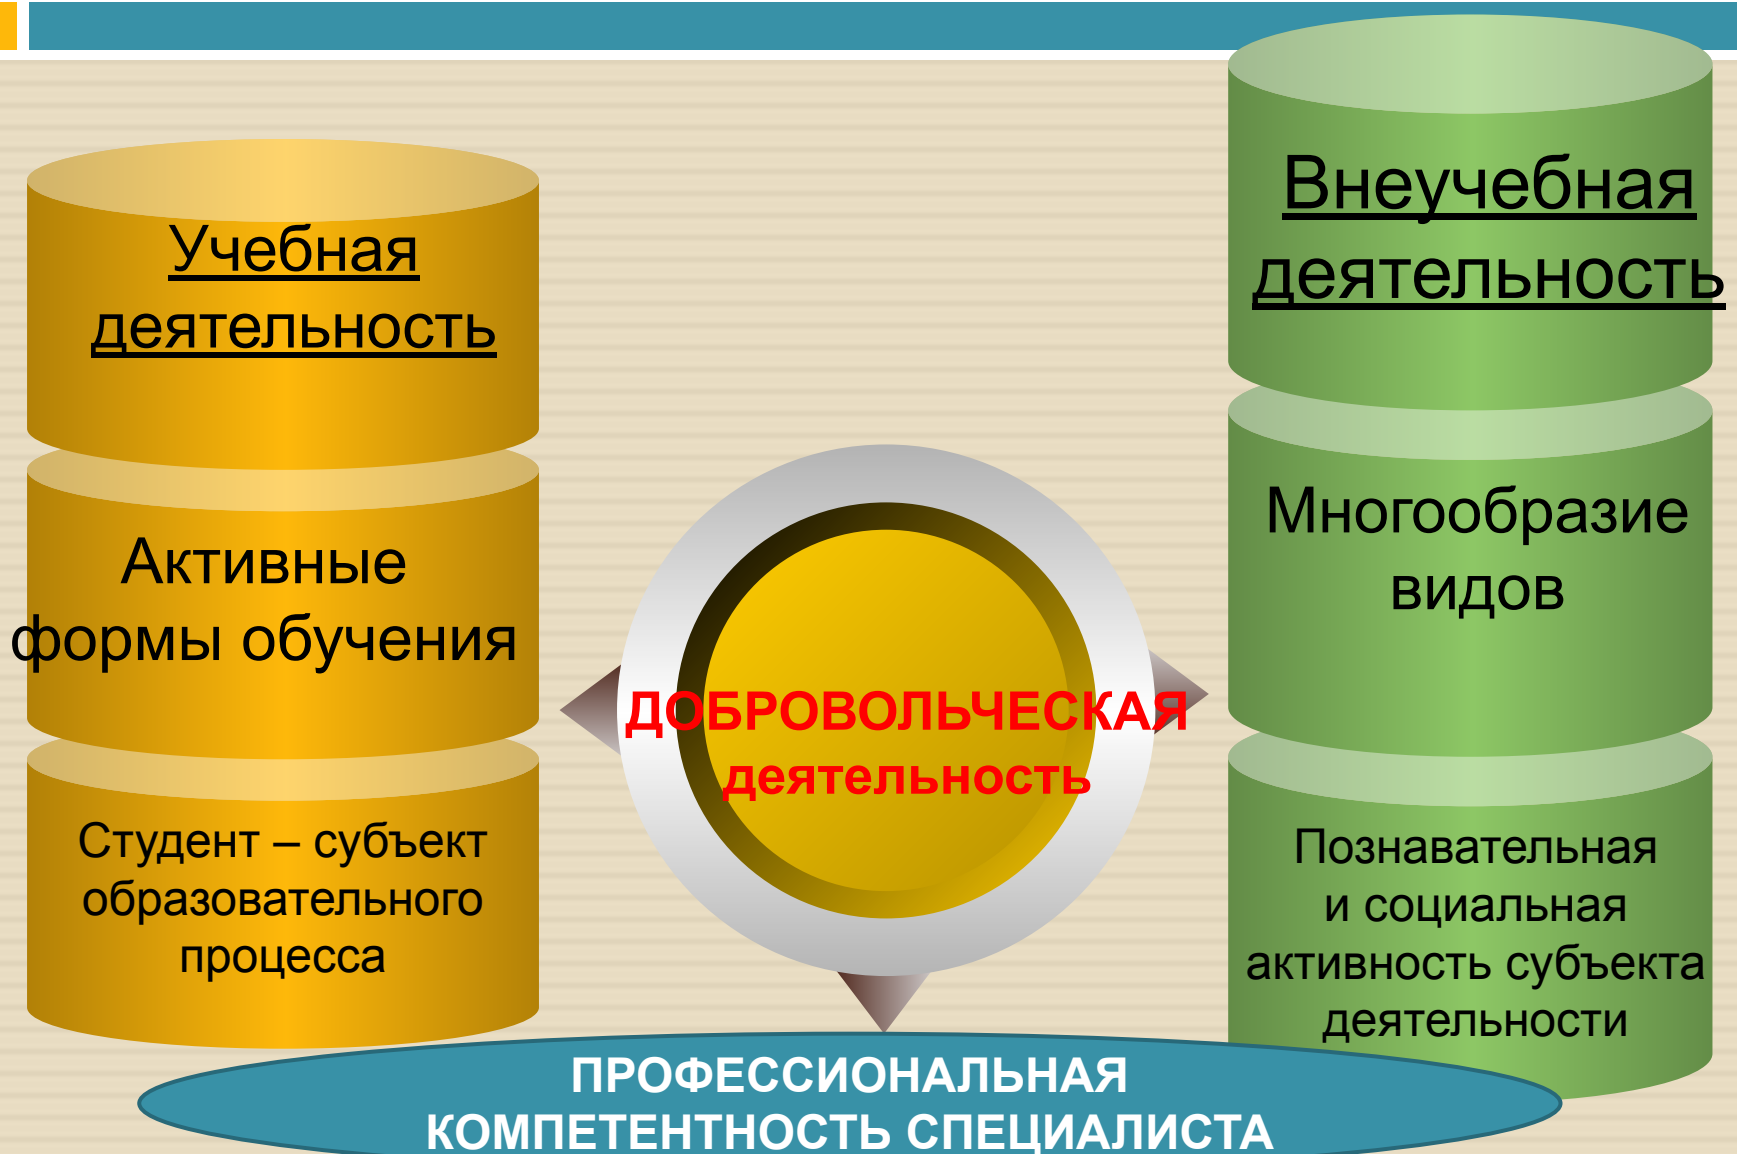 Учебная
деятельность
Активные
формы обучения
Студент – субъект
образовательного
процесса
ДОБРОВОЛЬЧЕСКАЯ
деятельность
Внеучебная
деятельность
Многообразие
видов
Познавательная
и социальная
активность субъекта
деятельности
ПРОФЕССИОНАЛЬНАЯ
КОМПЕТЕНТНОСТЬ СПЕЦИАЛИСТА